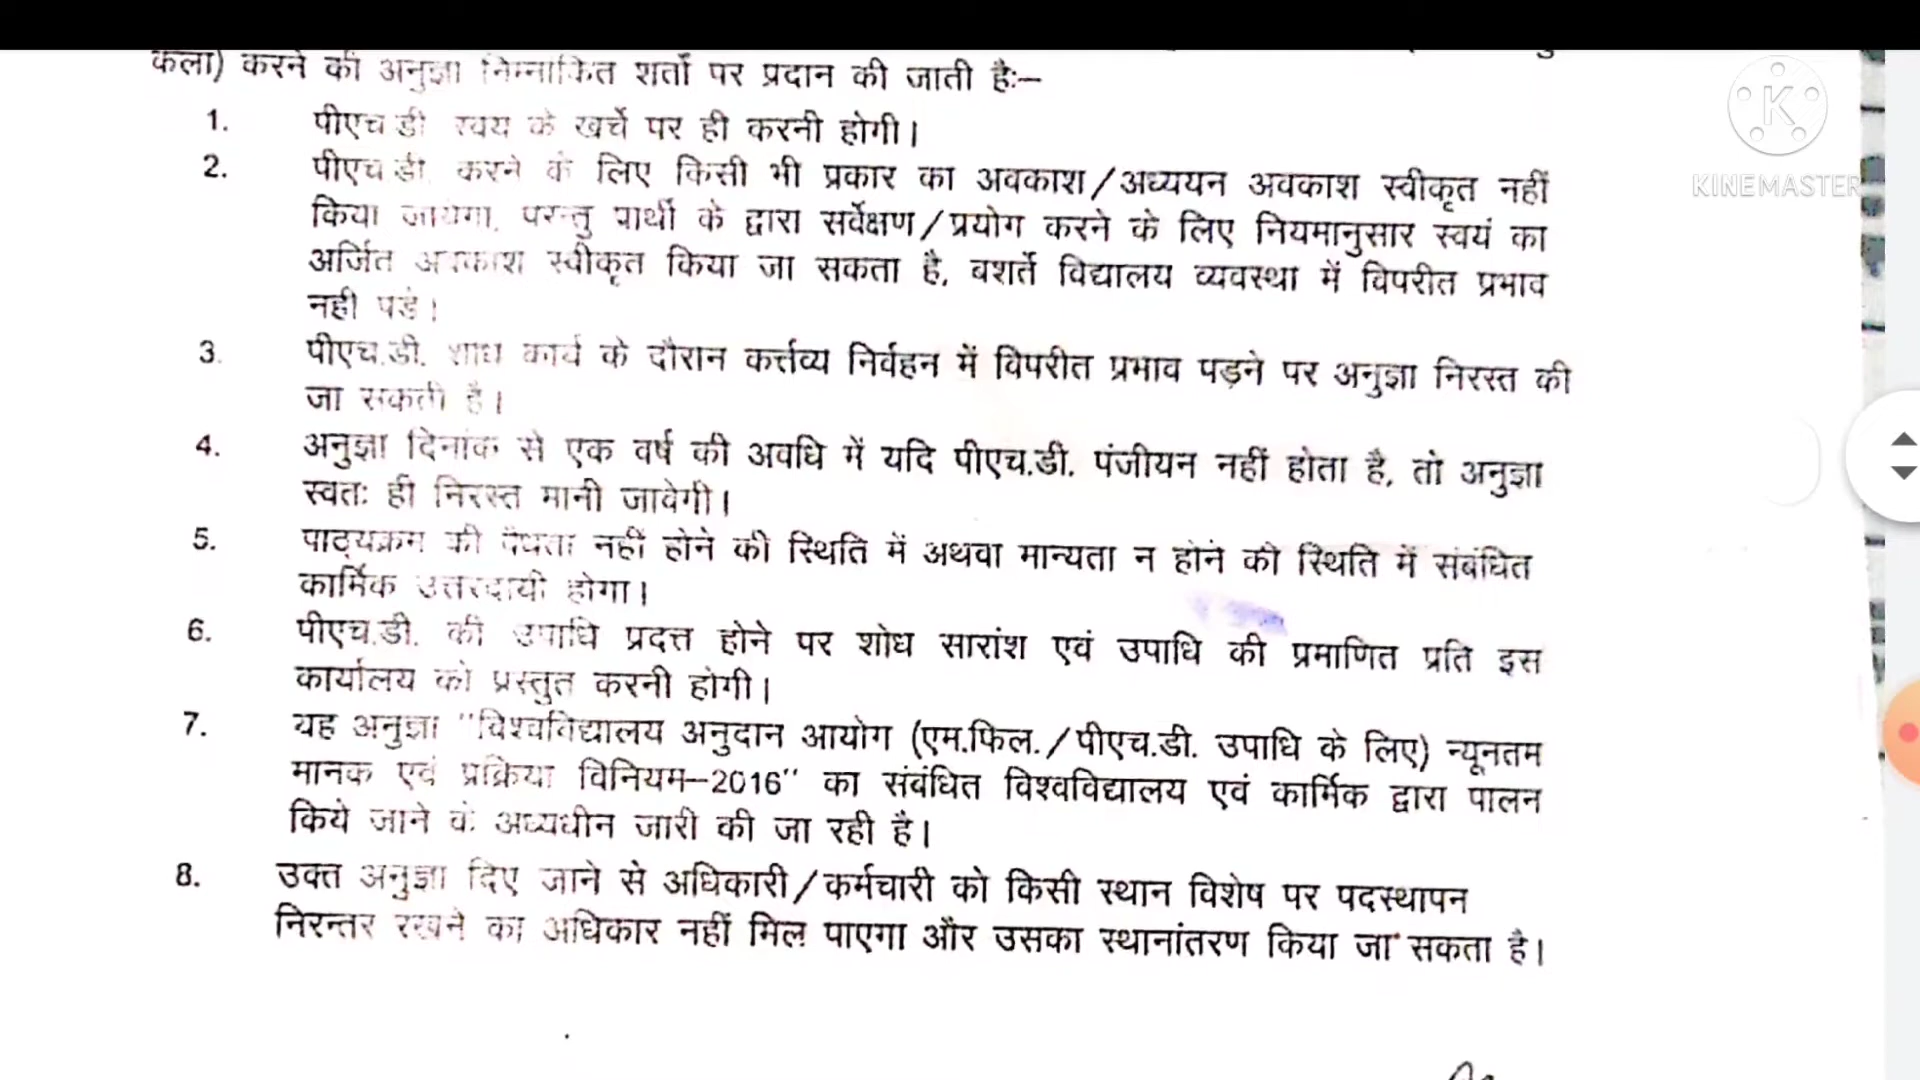 कला) करने की अनुज्ञा निम्नांकित शर्तों पर प्रदान की जाती है:–
KINEMASTER
1. पीएच.डी. स्वयं के खर्चे पर ही करनी होगी।
2. पीएच.डी. करने के लिए किसी भी प्रकार का अवकाश/अध्ययन अवकाश स्वीकृत नहीं
किया जायेगा, परन्तु प्रार्थी के द्वारा सर्वेक्षण/प्रयोग करने के लिए नियमानुसार स्वयं का
अर्जित अवकाश स्वीकृत किया जा सकता है, बशर्ते विद्यालय व्यवस्था में विपरीत प्रभाव
नहीं पड़े।
3. पीएच.डी. शोध कार्य के दौरान कर्त्तव्य निर्वहन में विपरीत प्रभाव पड़ने पर अनुज्ञा निरस्त की
जा सकती है।
4. अनुज्ञा दिनांक से एक वर्ष की अवधि में यदि पीएच.डी. पंजीयन नहीं होता है, तो अनुज्ञा
स्वतः ही निरस्त मानी जावेगी।
5. पाठ्यक्रम की वैधता नहीं होने की स्थिति में अथवा मान्यता न होने की स्थिति में संबंधित
कार्मिक उत्तरदायी होगा।
6. पीएच.डी. की उपाधि प्रदत्त होने पर शोध सारांश एवं उपाधि की प्रमाणित प्रति इस
कार्यालय को प्रस्तुत करनी होगी।
7. यह अनुज्ञा "विश्वविद्यालय अनुदान आयोग (एम.फिल./पीएच.डी. उपाधि के लिए) न्यूनतम
मानक एवं प्रक्रिया विनियम–2016" का संबंधित विश्वविद्यालय एवं कार्मिक द्वारा पालन
किये जाने के अध्यधीन जारी की जा रही है।
8. उक्त अनुज्ञा दिए जाने से अधिकारी/कर्मचारी को किसी स्थान विशेष पर पदस्थापन
निरन्तर रखने का अधिकार नहीं मिल पाएगा और उसका स्थानांतरण किया जा सकता है।